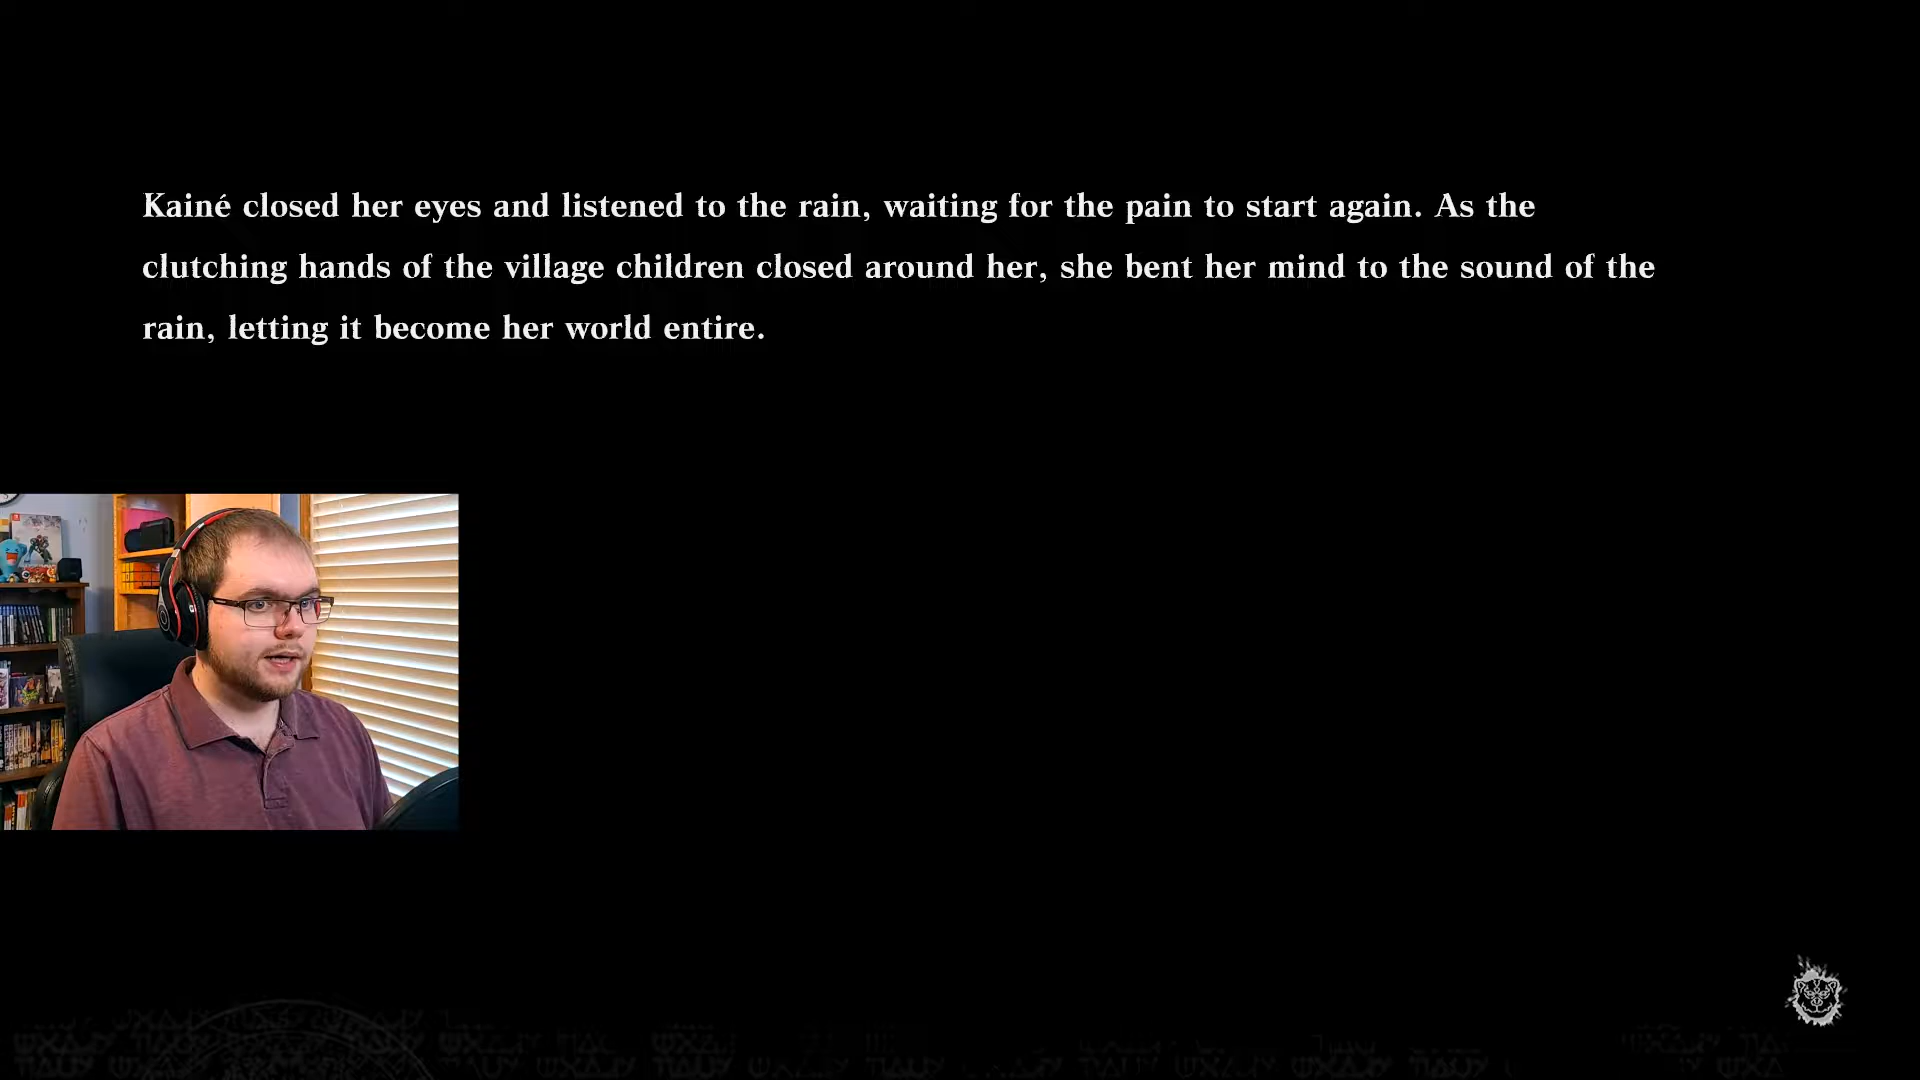 Kainé closed her eyes and listened to the rain, waiting for the pain to start again. As the
clutching hands of the village children closed around her, she bent her mind to the sound of the
rain, letting it become her world entire.